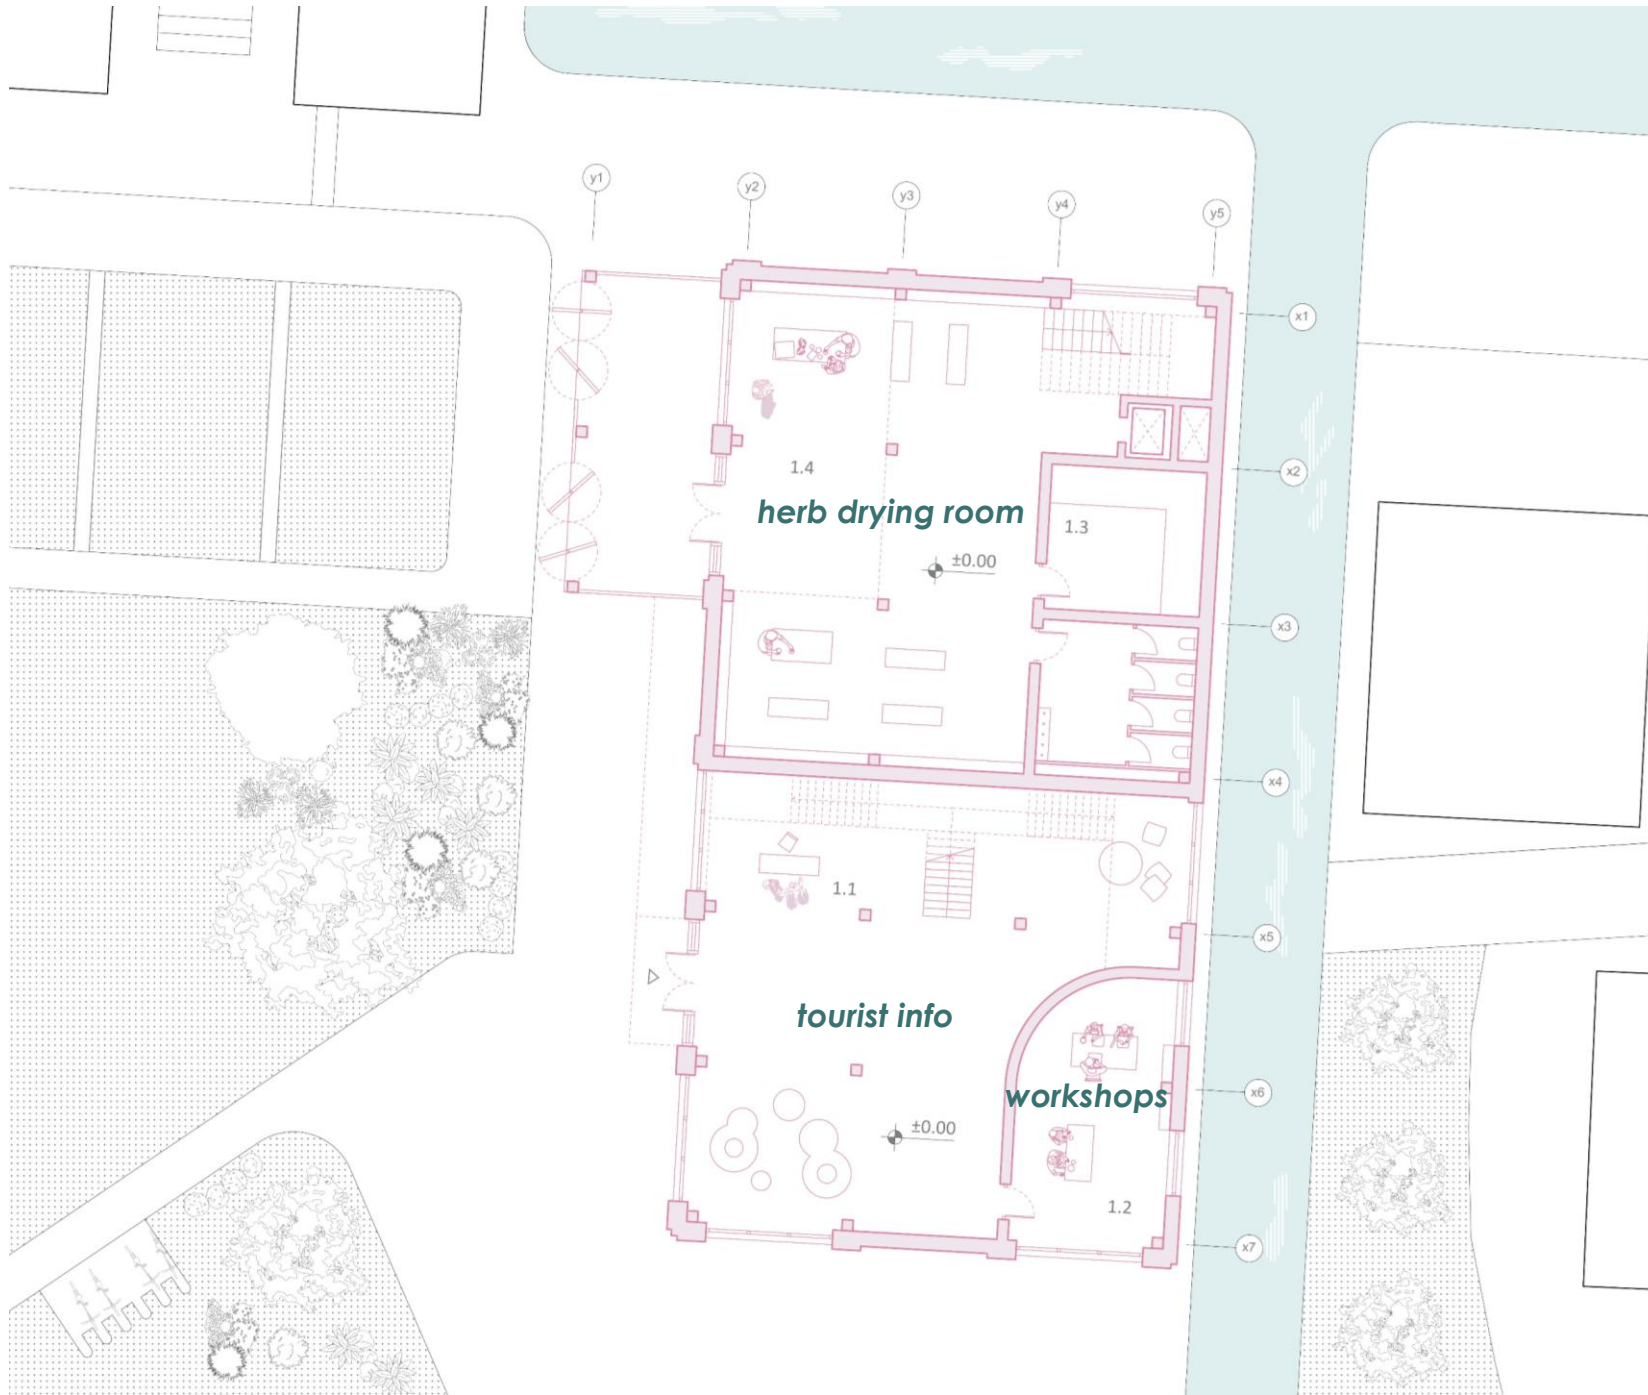 y1
y2
y3
y4
y5
x1
1.4
x2
herb drying room
1.3
±0.00
x3
x4
1.1
x5
tourist info
workshops
x6
±0.00
1.2
x7